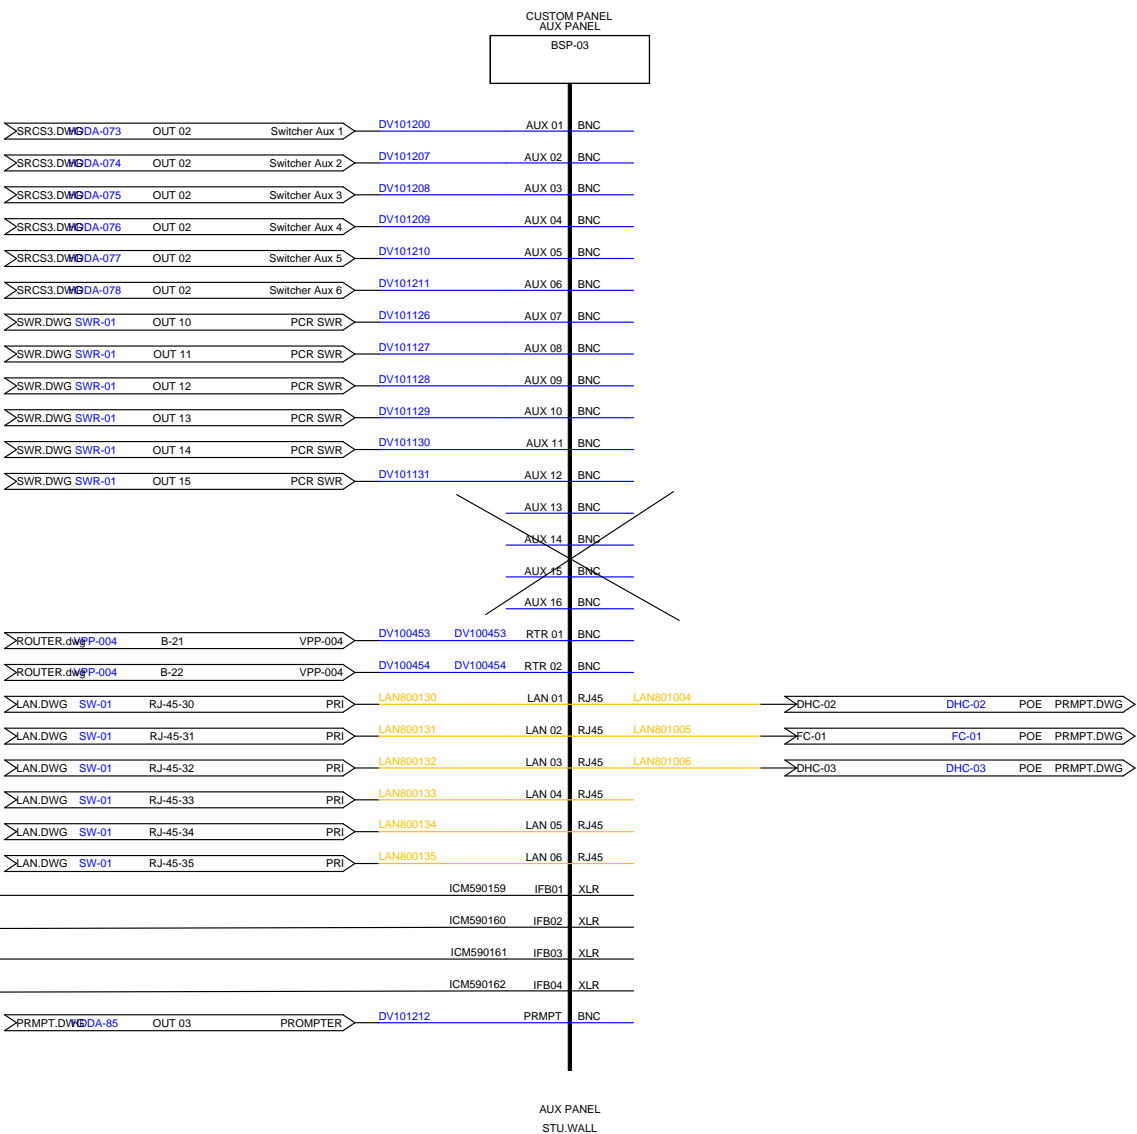 CUSTOM PANEL
AUX PANEL
BSP-03
SRCS3.DWG HDDA-073 OUT 02 Switcher Aux 1 DV101200 AUX 01 BNC
SRCS3.DWG HDDA-074 OUT 02 Switcher Aux 2 DV101207 AUX 02 BNC
SRCS3.DWG HDDA-075 OUT 02 Switcher Aux 3 DV101208 AUX 03 BNC
SRCS3.DWG HDDA-076 OUT 02 Switcher Aux 4 DV101209 AUX 04 BNC
SRCS3.DWG HDDA-077 OUT 02 Switcher Aux 5 DV101210 AUX 05 BNC
SRCS3.DWG HDDA-078 OUT 02 Switcher Aux 6 DV101211 AUX 06 BNC
SWR.DWG SWR-01 OUT 10 PCR SWR DV101126 AUX 07 BNC
SWR.DWG SWR-01 OUT 11 PCR SWR DV101127 AUX 08 BNC
SWR.DWG SWR-01 OUT 12 PCR SWR DV101128 AUX 09 BNC
SWR.DWG SWR-01 OUT 13 PCR SWR DV101129 AUX 10 BNC
SWR.DWG SWR-01 OUT 14 PCR SWR DV101130 AUX 11 BNC
SWR.DWG SWR-01 OUT 15 PCR SWR DV101131 AUX 12 BNC
AUX 13 BNC
AUX 14 BNC
AUX 15 BNC
AUX 16 BNC
ROUTER.dwg VPP-004 B-21 VPP-004 DV100453 DV100453 RTR 01 BNC
ROUTER.dwg VPP-004 B-22 VPP-004 DV100454 DV100454 RTR 02 BNC
LAN.DWG SW-01 RJ-45-30 PRI LAN800130 LAN 01 RJ45 LAN801004 DHC-02 DHC-02 POE PRMPT.DWG
LAN.DWG SW-01 RJ-45-31 PRI LAN800131 LAN 02 RJ45 LAN801005 FC-01 FC-01 POE PRMPT.DWG
LAN.DWG SW-01 RJ-45-32 PRI LAN800132 LAN 03 RJ45 LAN801006 DHC-03 DHC-03 POE PRMPT.DWG
LAN.DWG SW-01 RJ-45-33 PRI LAN800133 LAN 04 RJ45
LAN.DWG SW-01 RJ-45-34 PRI LAN800134 LAN 05 RJ45
LAN.DWG SW-01 RJ-45-35 PRI LAN800135 LAN 06 RJ45
ICM590159 IFB01 XLR
ICM590160 IFB02 XLR
ICM590161 IFB03 XLR
ICM590162 IFB04 XLR
PRMPT.DWG HDDA-85 OUT 03 PROMPTER DV101212 PRMPT BNC
AUX PANEL
STU.WALL